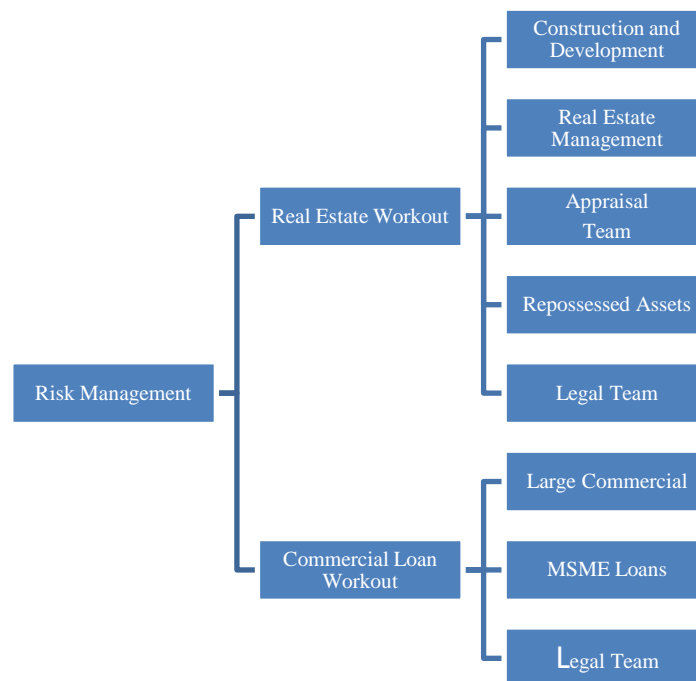 Construction and
Development
Real Estate
Management
Real Estate Workout
Appraisal
Team
Repossessed Assets
Risk Management
Legal Team
Large Commercial
Commercial Loan
Workout
MSME Loans
Legal Team